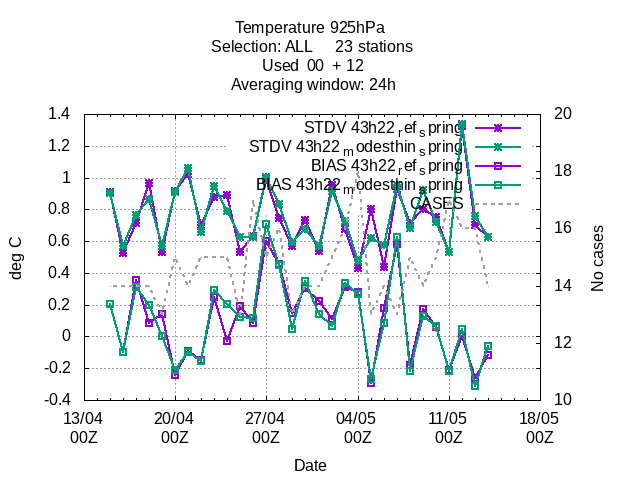 Temperature 925hPa
Selection: ALL 23 stations
Used 00 + 12
Averaging window: 24h
STDV 43h22_ref_spring
STDV 43h22_modesthin_spring
BIAS 43h22_ref_spring
BIAS 43h22_modesthin_spring
CASES
deg C
No cases
1.4
1.2
1
0.8
0.6
0.4
0.2
0
-0.2
-0.4
20
18
16
14
12
10
13/04 20/04 27/04 04/05 11/05 18/05
00Z 00Z 00Z 00Z 00Z 00Z
Date